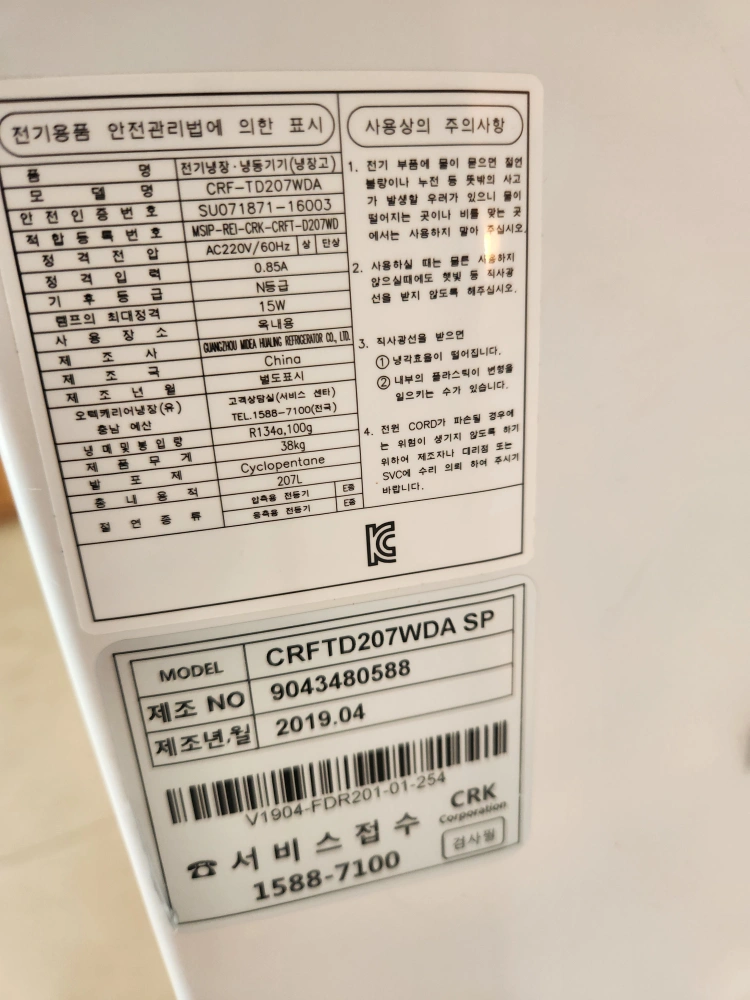 전기용품 안전관리법에 의한 표시
품 명 전기냉장·냉동기기(냉장고)
모 델 명 CRF-TD207WDA
안 전 인 증 번 호 SU071871-16003
적 합 등 록 번 호 MSIP-REI-CRK-CRFT-D207WD
정 격 전 압 AC220V/60Hz 상 단상
정 격 입 력 0.85A
기 후 등 급 N등급
램프의 최대정격 15W
사 용 장 소 옥내용
제 조 사 GUANGZHOU MIDEA HUALING REFRIGERATOR CO., LTD.
제 조 국 China
제 조 년 월 별도표시
오텍캐리어냉장(유) 고객상담실(서비스 센타)
충남 예산 TEL.1588-7100(전국)
냉 매 및 봉 입 량 R134a,100g
제 품 무 게 38kg
발 포 제 Cyclopentane
총 내 용 적 207L
절 연 종 류 압축용 전동기 E종
응축용 전동기 E종
사용상의 주의사항
1. 전기 부품에 물이 묻으면 절연
불량이나 누전 등 뜻밖의 사고
가 발생할 우려가 있으니 물이
떨어지는 곳이나 비를 맞는 곳
에서는 사용하지 말아 주십시오.
2. 사용하실 때는 물론 사용하지
않으실때에도 햇빛 등 직사광
선을 받지 않도록 해주십시오.
3. 직사광선을 받으면
① 냉각효율이 떨어집니다.
② 내부의 플라스틱이 변형을
일으키는 수가 있습니다.
4. 전원 CORD가 파손될 경우에
는 위험이 생기지 않도록 하기
위하여 제조자나 대리점 또는
SVC에 수리 의뢰 하여 주시기
바랍니다.
MODEL CRFTD207WDA SP
제조 NO 9043480588
제조년,월 2019.04
V1904-FDR201-01-254
CRK
Corporation
☎ 서 비 스 접 수
검사필
1588-7100